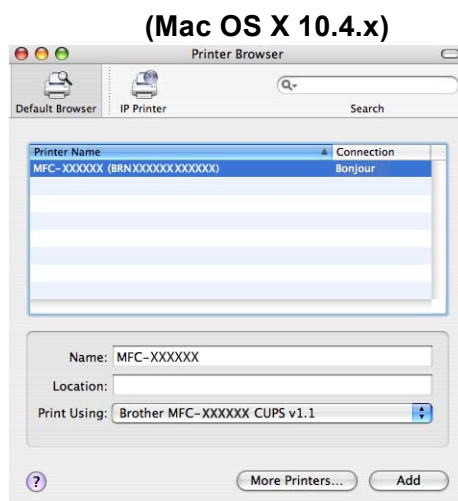 (Mac OS X 10.4.x)
Printer Browser
Default Browser
IP Printer
Search
Printer Name Connection
MFC-XXXXXX (BRNXXXXXXXXXXXX) Bonjour
Name: MFC-XXXXXX
Location:
Print Using: Brother MFC-XXXXXX CUPS v1.1
? More Printers... Add